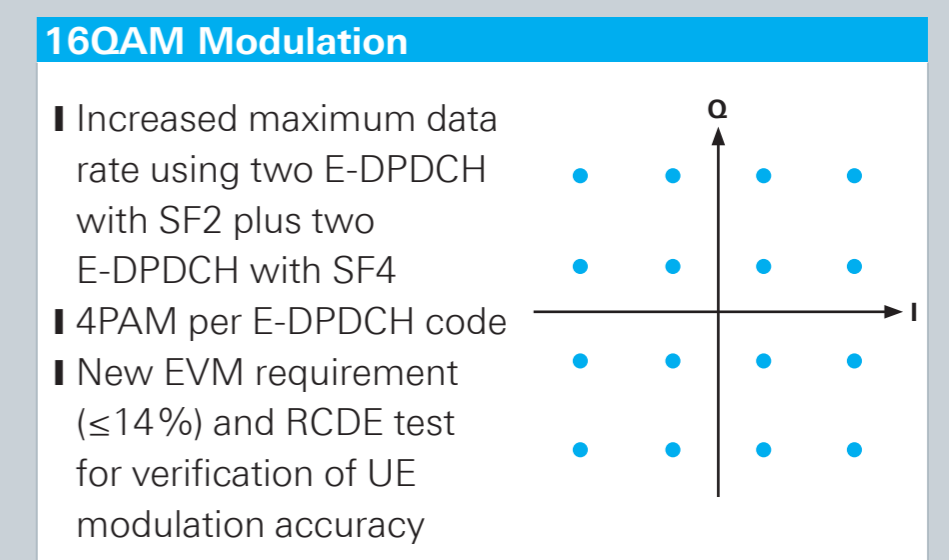 16QAM Modulation
Increased maximum data
rate using two E-DPDCH
with SF2 plus two
E-DPDCH with SF4
4PAM per E-DPDCH code
New EVM requirement
(≤14%) and RCDE test
for verification of UE
modulation accuracy
Q
I